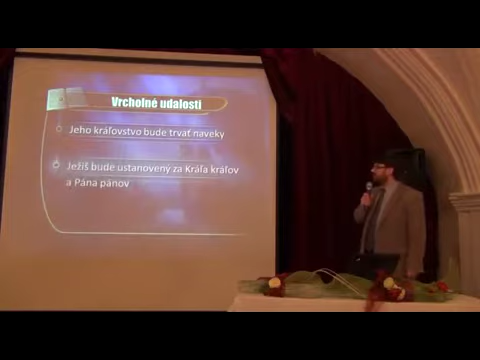 Vrcholné udalosti
Jeho kráľovstvo bude trvať naveky
Ježiš bude ustanovený za Kráľa kráľov
a Pána pánov